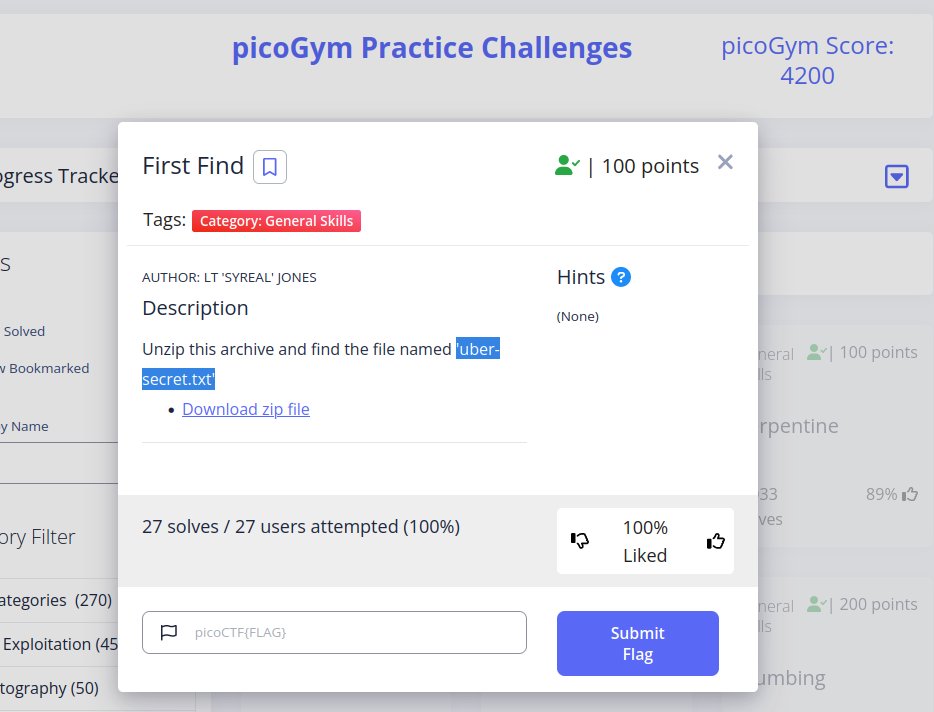 picoGym Practice Challenges
picoGym Score:
4200
ogress Tracke
First Find
| 100 points
Tags: Category: General Skills
s
AUTHOR: LT 'SYREAL' JONES
Hints ?
Description
(None)
Solved
Unzip this archive and find the file named 'uber-
secret.txt'
w Bookmarked
neral | 100 points
lls
• Download zip file
y Name
rpentine
33
ves
89%
27 solves / 27 users attempted (100%)
100%
Liked
ory Filter
ategories (270)
neral | 200 points
lls
picoCTF{FLAG}
Submit
Flag
Exploitation (45
umbing
tography (50)